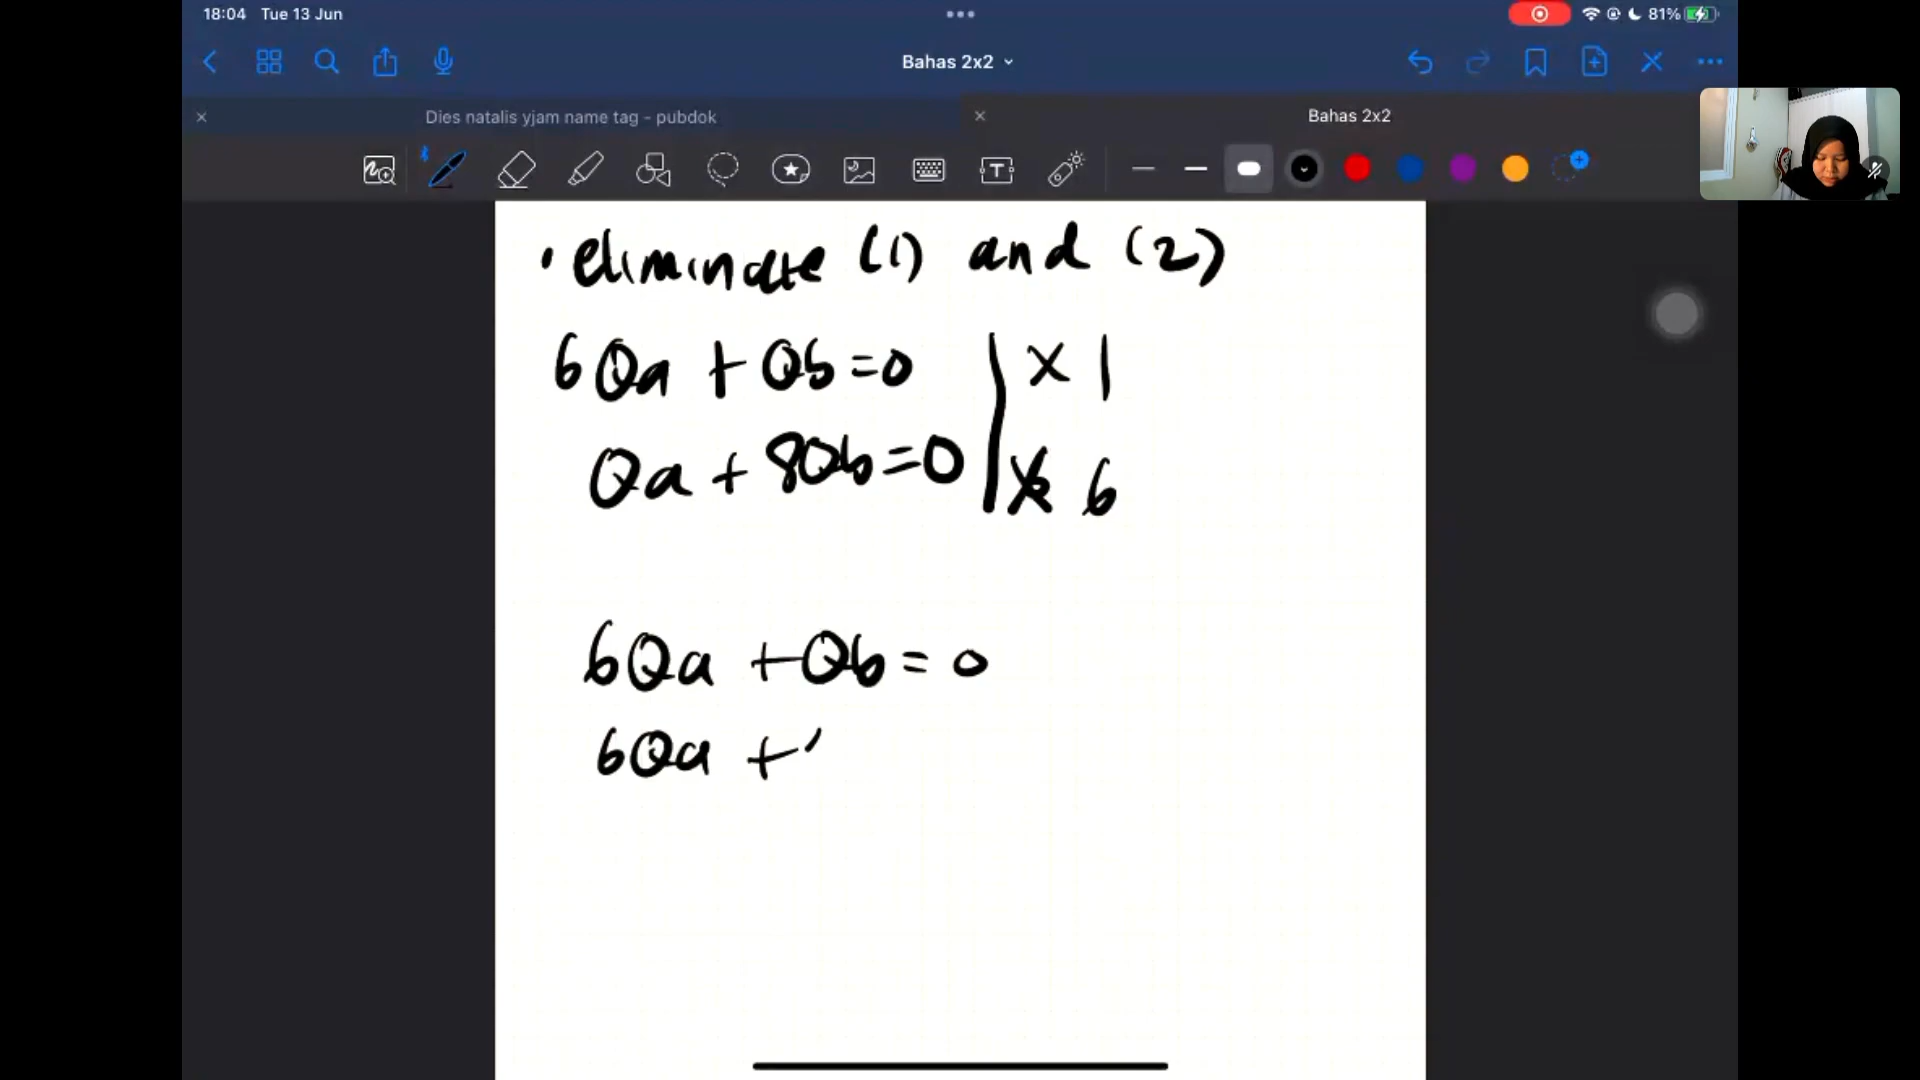 18:04 Tue 13 Jun
81%
Bahas 2x2
Dies natalis yjam name tag - pubdok
Bahas 2x2
• eliminate (1) and (2)
6Qa + Qb = 0 | x 1
Qa + 8Qb = 0 | x 6
6Qa + Qb = 0
6Qa +